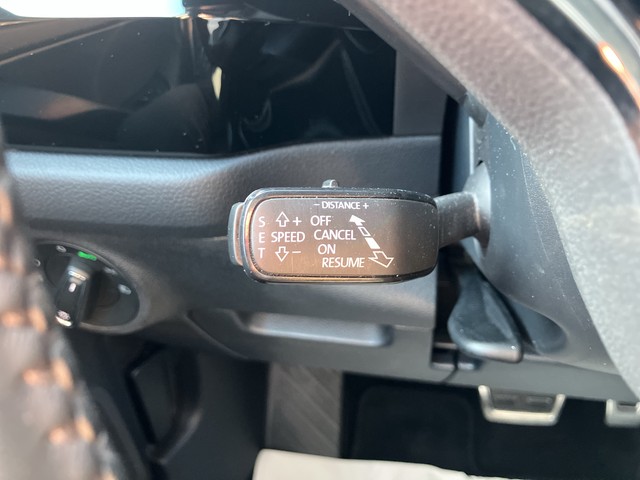 − DISTANCE +
S ⇧+ OFF
E SPEED CANCEL
T ⇩− ON
RESUME